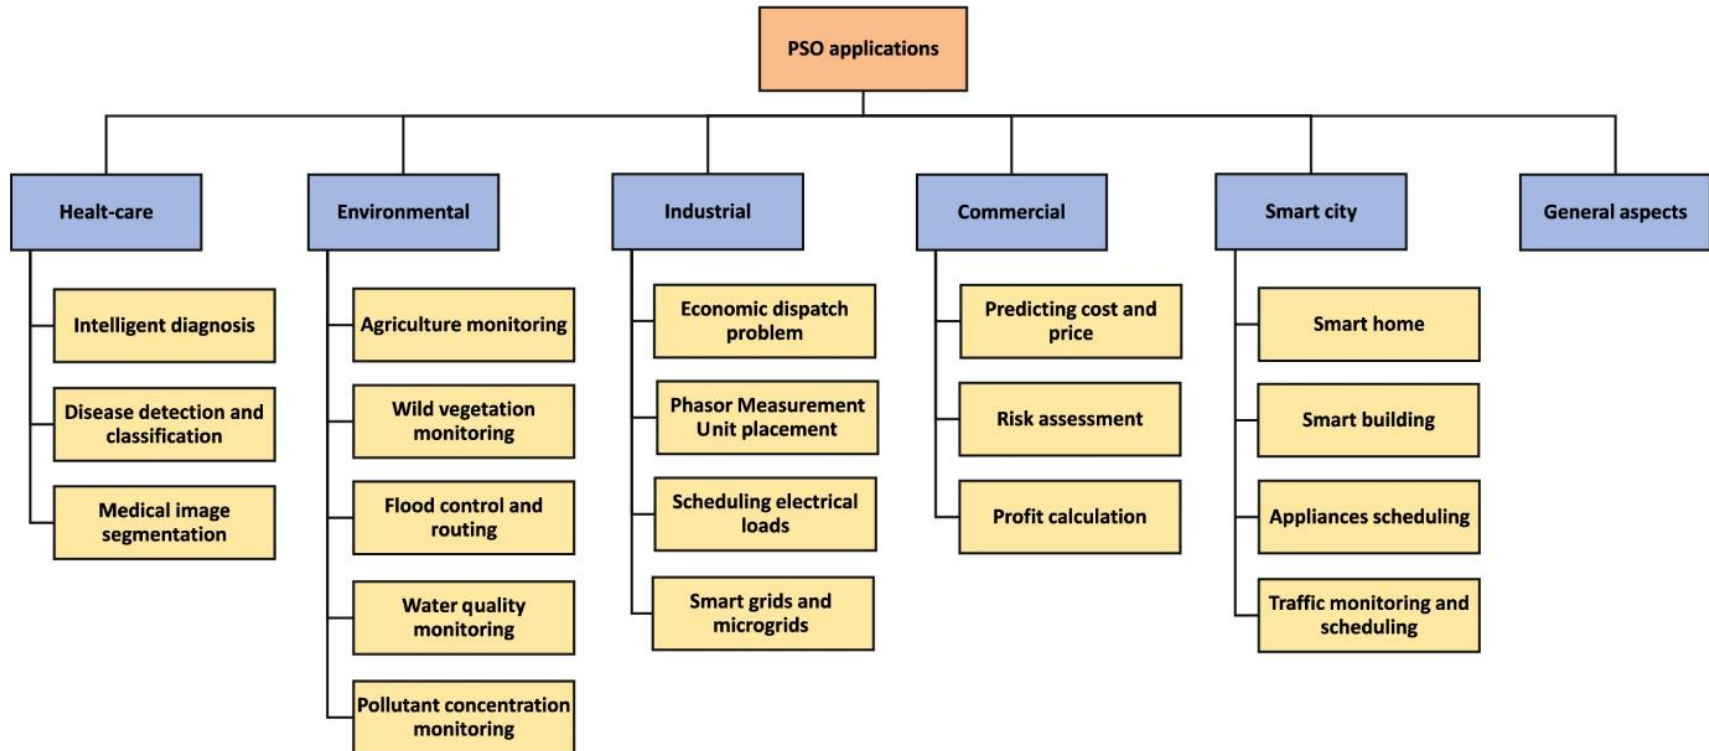 PSO applications
Healt-care
Environmental
Industrial
Commercial
Smart city
General aspects
Intelligent diagnosis
Disease detection and
classification
Medical image
segmentation
Agriculture monitoring
Wild vegetation
monitoring
Flood control and
routing
Water quality
monitoring
Pollutant concentration
monitoring
Economic dispatch
problem
Phasor Measurement
Unit placement
Scheduling electrical
loads
Smart grids and
microgrids
Predicting cost and
price
Risk assessment
Profit calculation
Smart home
Smart building
Appliances scheduling
Traffic monitoring and
scheduling